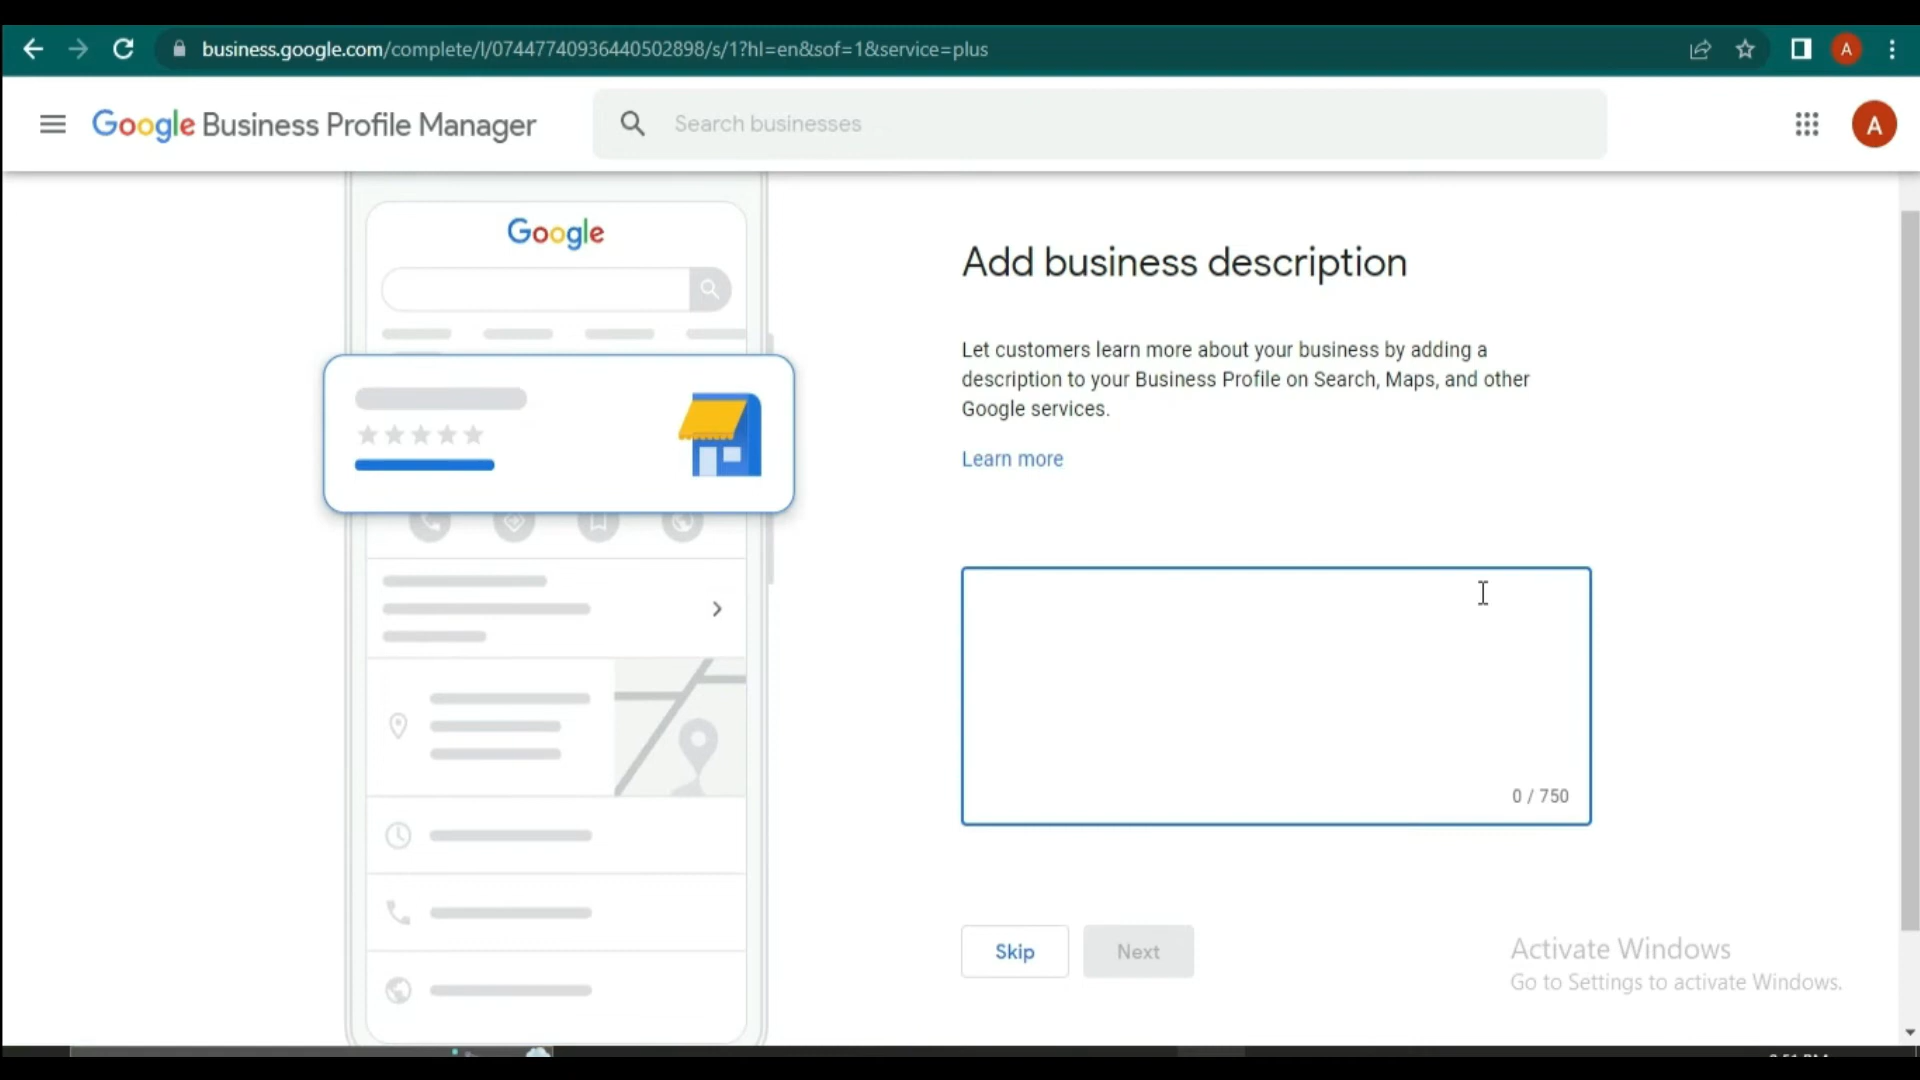 business.google.com/complete/l/07447740936440502898/s/1?hl=en&sof=1&service=plus
A
Google Business Profile Manager
Search businesses
A
Google
Add business description
Let customers learn more about your business by adding a
description to your Business Profile on Search, Maps, and other
Google services.
Learn more
0 / 750
Skip
Next
Activate Windows
Go to Settings to activate Windows.